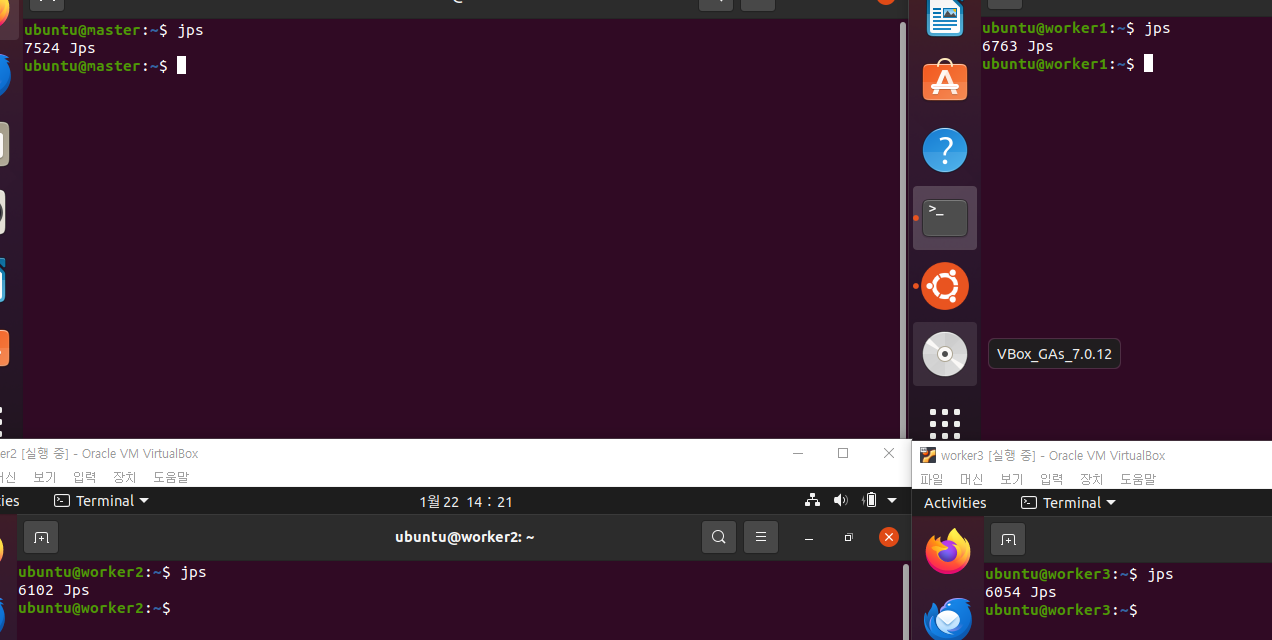 ubuntu@master:~$ jps
7524 Jps
ubuntu@master:~$
ubuntu@worker1:~$ jps
6763 Jps
ubuntu@worker1:~$
VBox_GAs_7.0.12
er2 [실행 중] - Oracle VM VirtualBox
머신 보기 입력 장치 도움말
ies Terminal 1월 22 14 : 21
ubuntu@worker2: ~
ubuntu@worker2:~$ jps
6102 Jps
ubuntu@worker2:~$
worker3 [실행 중] - Oracle VM VirtualBox
파일 머신 보기 입력 장치 도움말
Activities Terminal
ubuntu@worker3:~$ jps
6054 Jps
ubuntu@worker3:~$